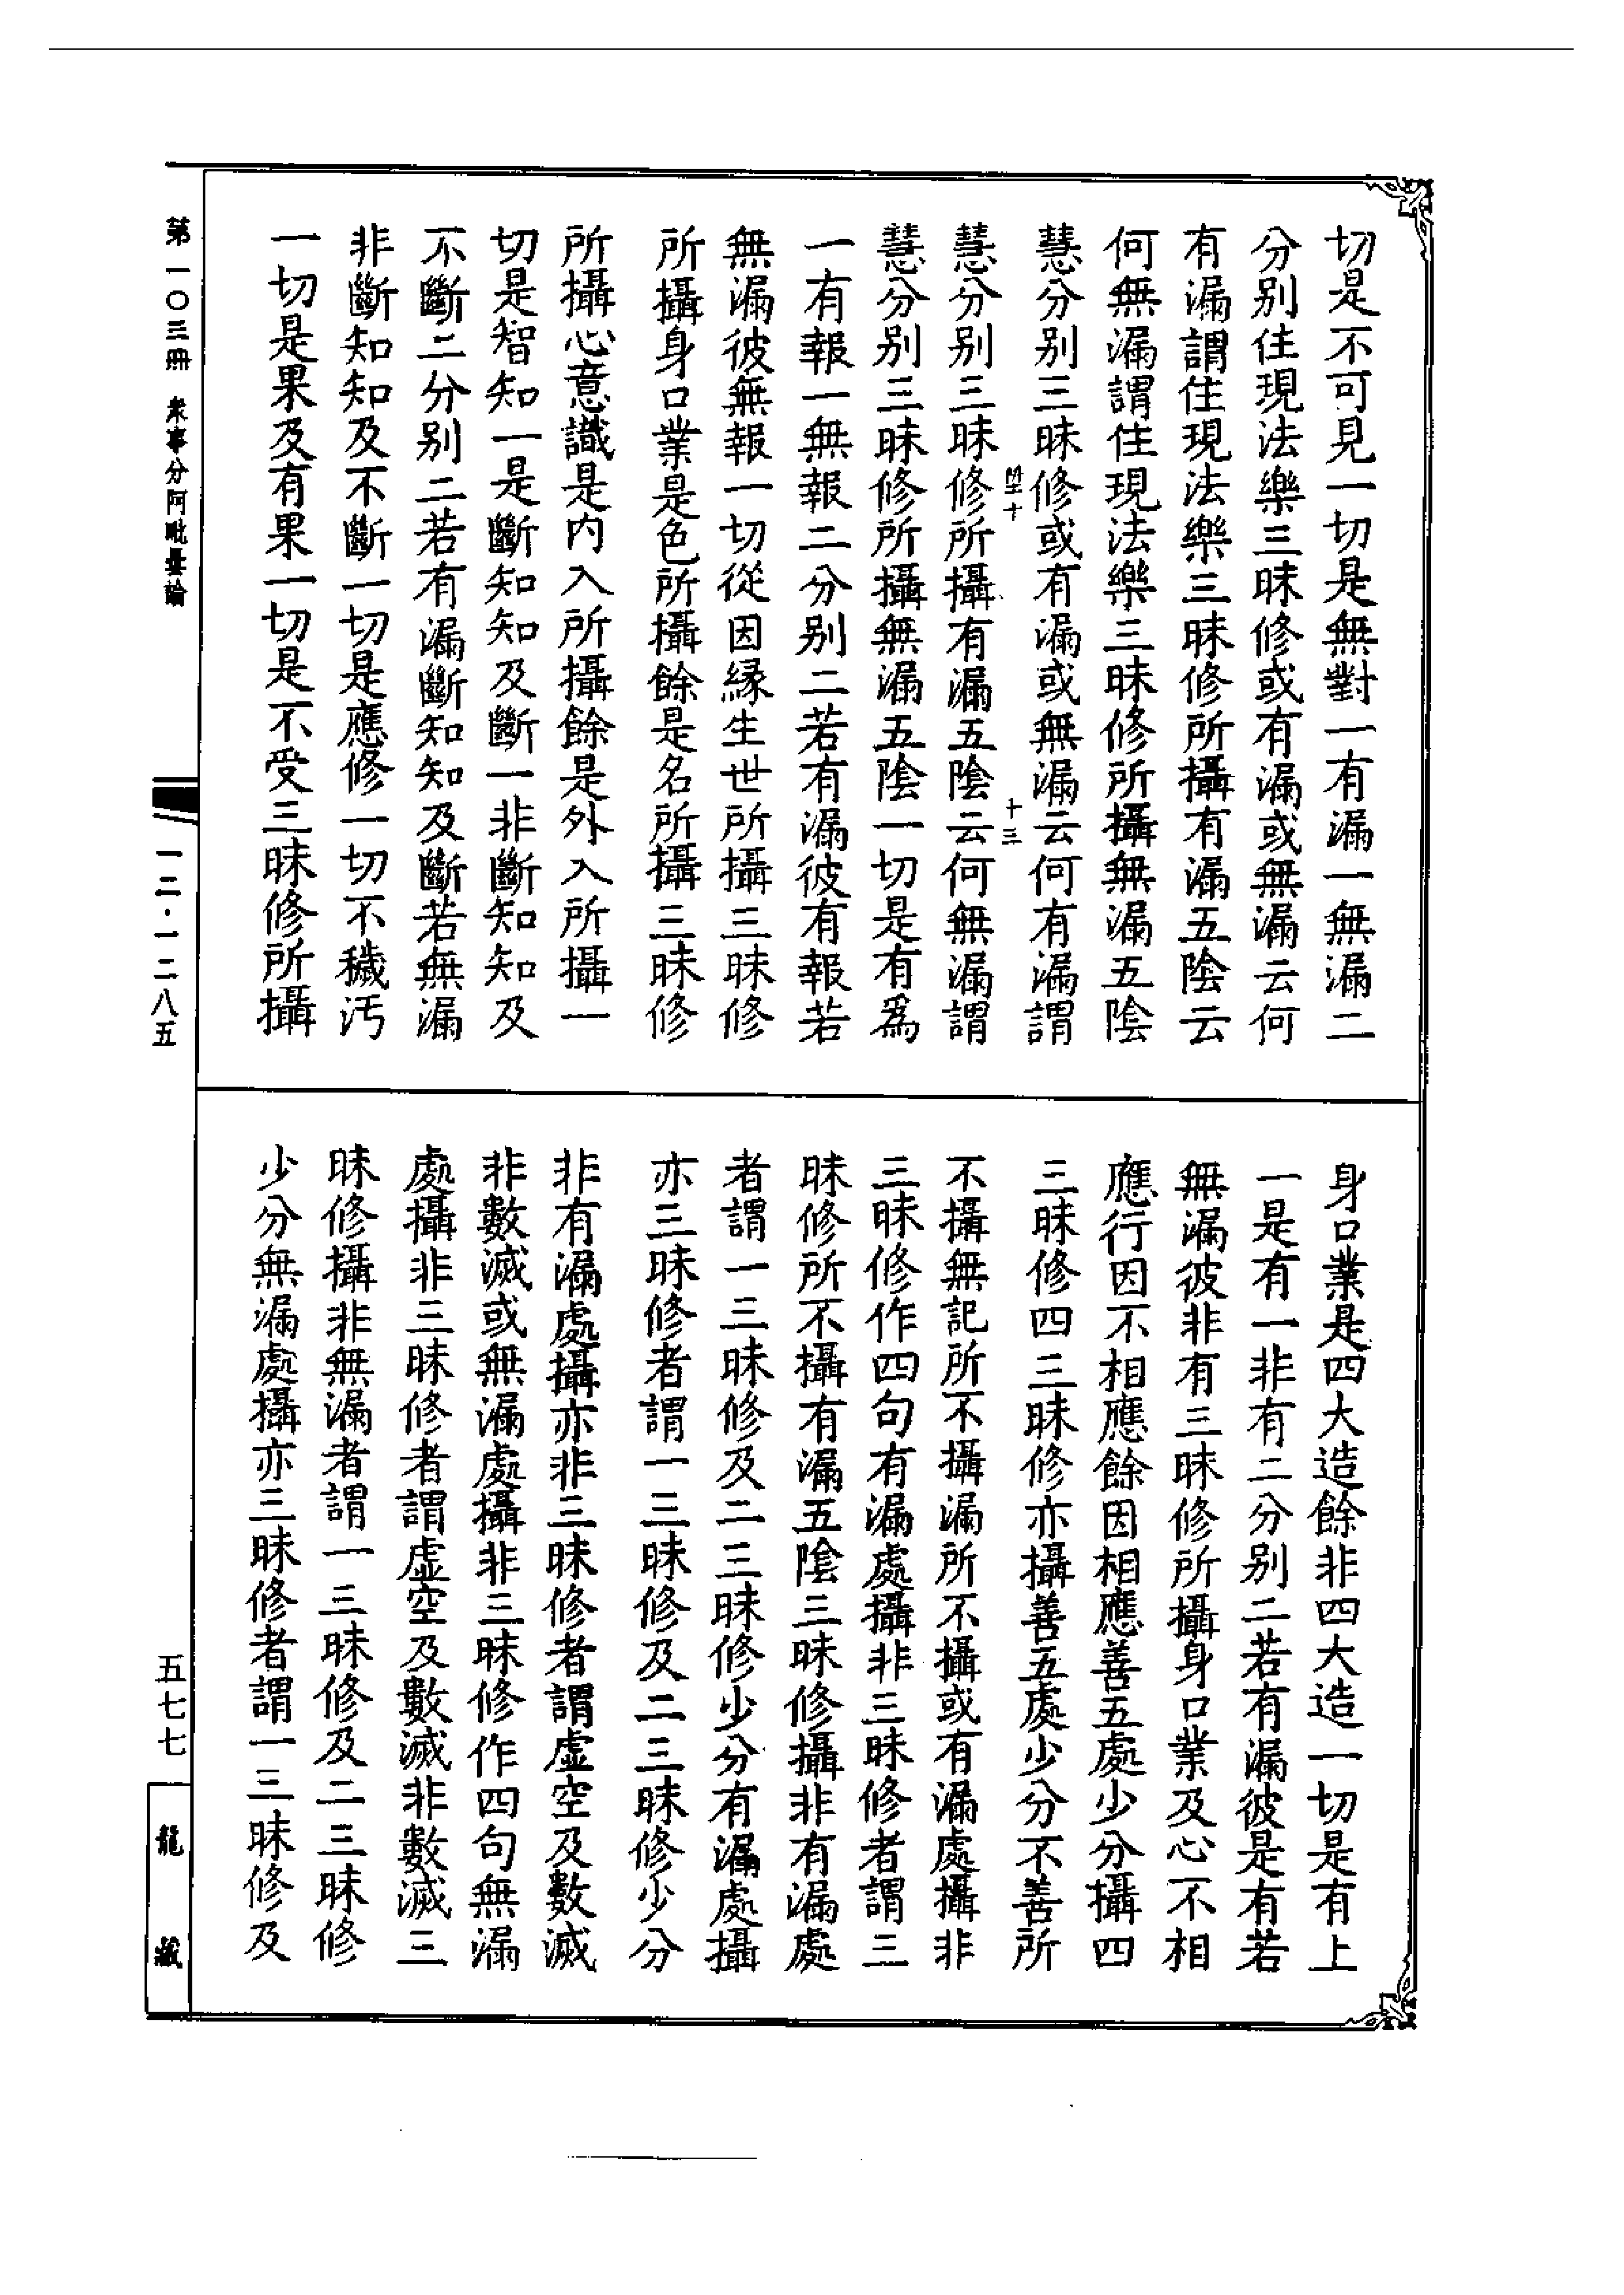 切是不可見一切是無對一有漏一無漏二
分别住現法樂三昧修或有漏或無漏云何
有漏謂住現法樂三昧修所攝有漏五陰云
何無漏謂住現法樂三昧修所攝無漏五陰
慧分别三昧修或有漏或無漏云何有漏謂
十三
慧分别三昧修所攝有漏五陰云何無漏謂
慧分别三昧修所攝無漏五陰一切是有爲
一有報一無報二分别二若有漏彼有報若
無漏彼無報一切從因緣生世所攝三昧修
所攝身口業是色所攝餘是名所攝三昧修
所攝心意識是内入所攝餘是外入所攝一
切是智知一是斷知知及斷一非斷知知及
不斷二分别二若有漏斷知知及斷若無漏
非斷知知及不斷一切是應修一切不穢污
一切是果及有果一切是不受三昧修所攝
身口業是四大造餘非四大造一切是有上
一是有一非有二分别二若有漏彼是有若
無漏彼非有三昧修所攝身口業及心不相
應行因不相應餘因相應善五處少分攝四
三昧修四三昧修亦攝善五處少分不善所
不攝無記所不攝漏所不攝或有漏處攝非
三昧修作四句有漏處攝非三昧修者謂三
昧修所不攝有漏五陰三昧修攝非有漏處
者謂一三昧修及二三昧修少分有漏處攝
亦三昧修者謂一三昧修及二三昧修少分
非有漏處攝亦非三昧修者謂虚空及數滅
非數滅或無漏處攝非三昧修作四句無漏
處攝非三昧修者謂虚空及數滅非數滅三
昧修攝非無漏者謂一三昧修及二三昧修
少分無漏處攝亦三昧修者謂一三昧修及
第一〇三冊 衆事分阿毗曇論
一二·一二八五
五七七
龍藏